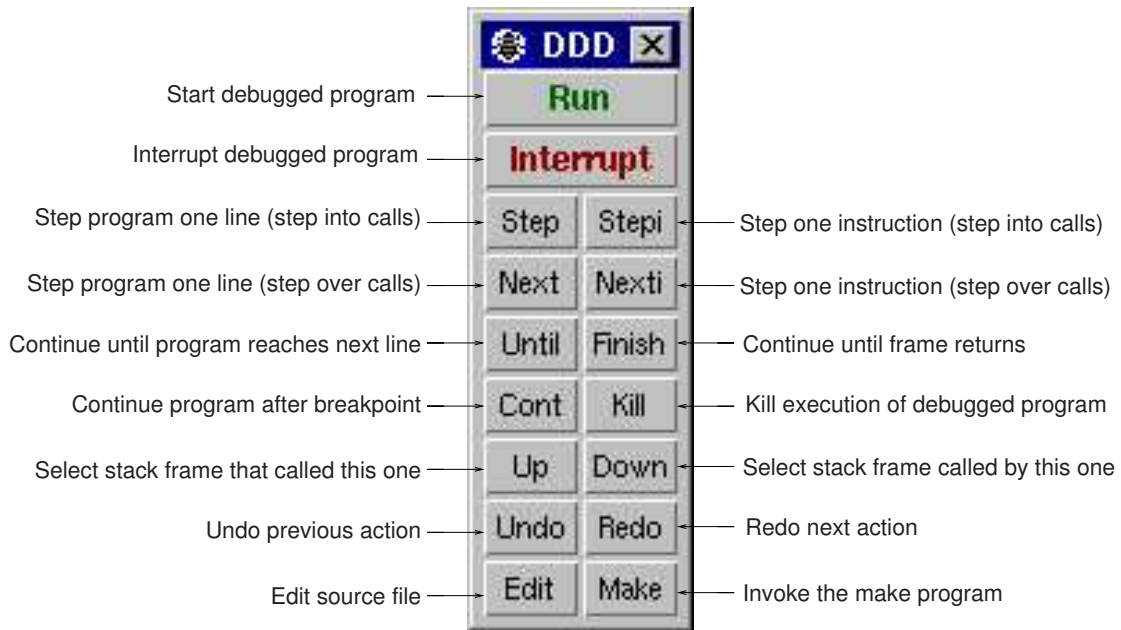 DDD
Start debugged program
Run
Interrupt debugged program
Interrupt
Step program one line (step into calls)
Step
Stepi
Step one instruction (step into calls)
Step program one line (step over calls)
Next
Nexti
Step one instruction (step over calls)
Continue until program reaches next line
Until
Finish
Continue until frame returns
Continue program after breakpoint
Cont
Kill
Kill execution of debugged program
Select stack frame that called this one
Up
Down
Select stack frame called by this one
Undo previous action
Undo
Redo
Redo next action
Edit source file
Edit
Make
Invoke the make program